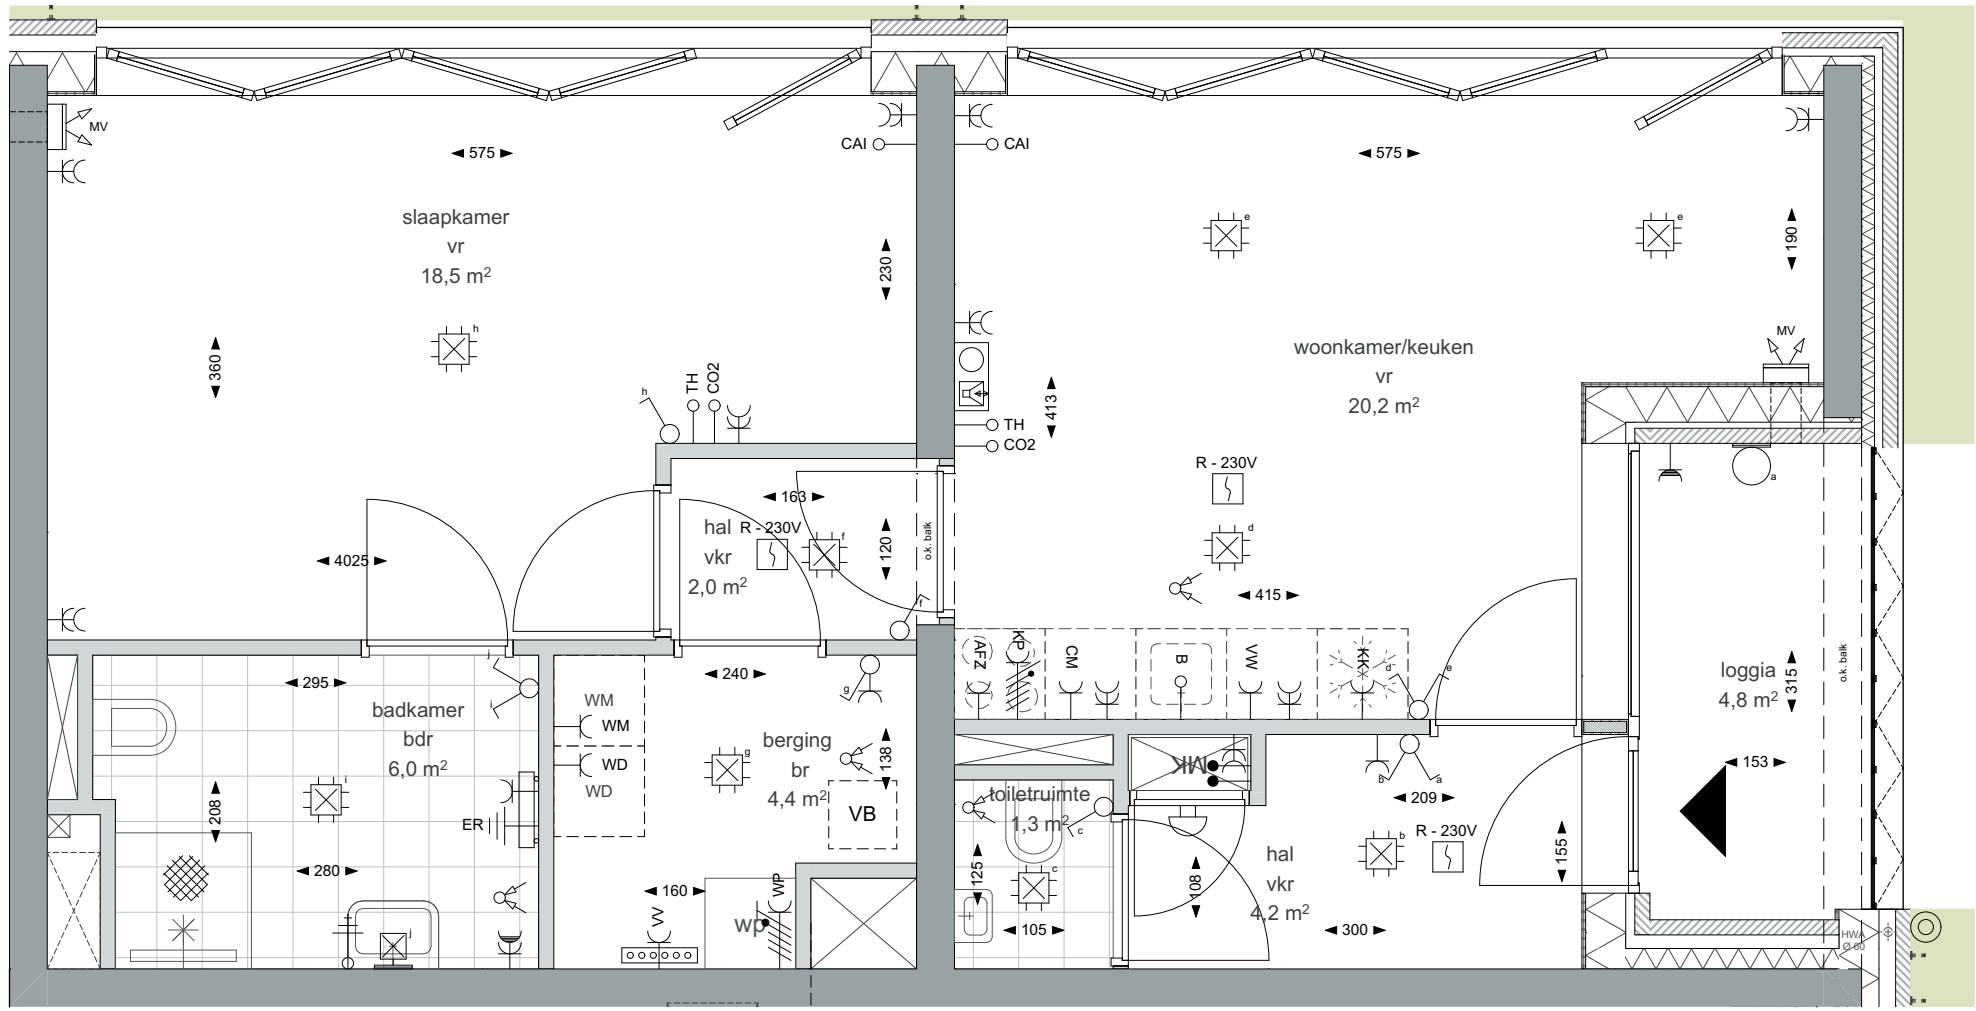 MV
CAI
CAI
575
575
slaapkamer
vr
18,5 m²
e
e
230
190
h
360
woonkamer/keuken
vr
20,2 m²
MV
h
TH
CO2
413
TH
CO2
R - 230V
a
163
hal
vkr
2,0 m²
R - 230V
f
120
o.k. balk
d
4025
415
f
AFZ
KP
CM
B
VW
KK
d
e
o.k. balk
loggia
4,8 m²
315
j
i
295
240
g
badkamer
bdr
6,0 m²
WM
WM
WD
WD
berging
br
4,4 m²
g
138
VB
MK
b
a
153
208
i
ER
toiletruimte
1,3 m²
c
209
R - 230V
b
155
hal
vkr
4,2 m²
280
160
WP
wp
VV
125
c
108
105
300
j
HWA
Ø 80